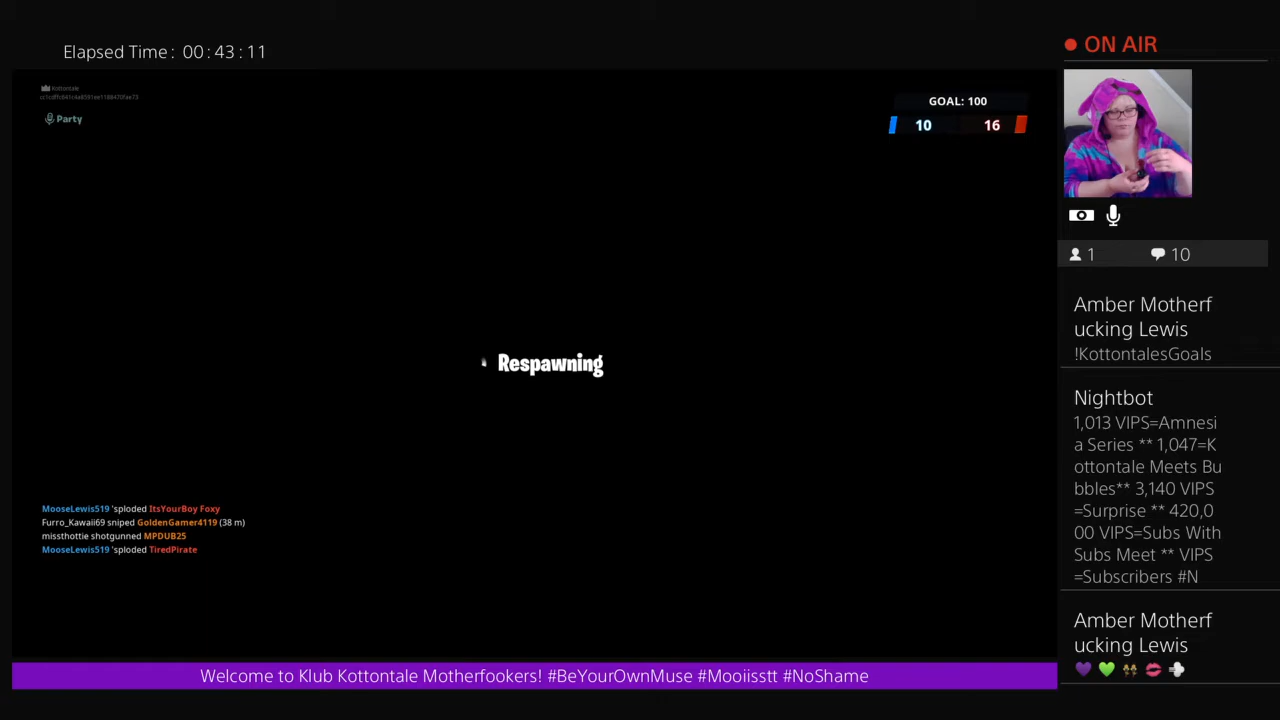 Elapsed Time: 00:43:11
ON AIR
Kottontale
Party
GOAL: 100
10 16
1 10
Amber Motherf
ucking Lewis
!KottontalesGoals
Nightbot
1,013 VIPS=Amnesi
a Series ** 1,047=K
ottontale Meets Bu
bbles** 3,140 VIPS
=Surprise ** 420,0
00 VIPS=Subs With
Subs Meet ** VIPS
=Subscribers #N
Amber Motherf
ucking Lewis
💜💚👯💋💨
Respawning
MooseLewis519 'sploded ItsYourBoy Foxy
Furro_Kawaii69 sniped GoldenGamer4119 (38 m)
missthottie shotgunned MPDUB25
MooseLewis519 'sploded TiredPirate
Welcome to Klub Kottontale Motherfookers! #BeYourOwnMuse #Mooiisstt #NoShame